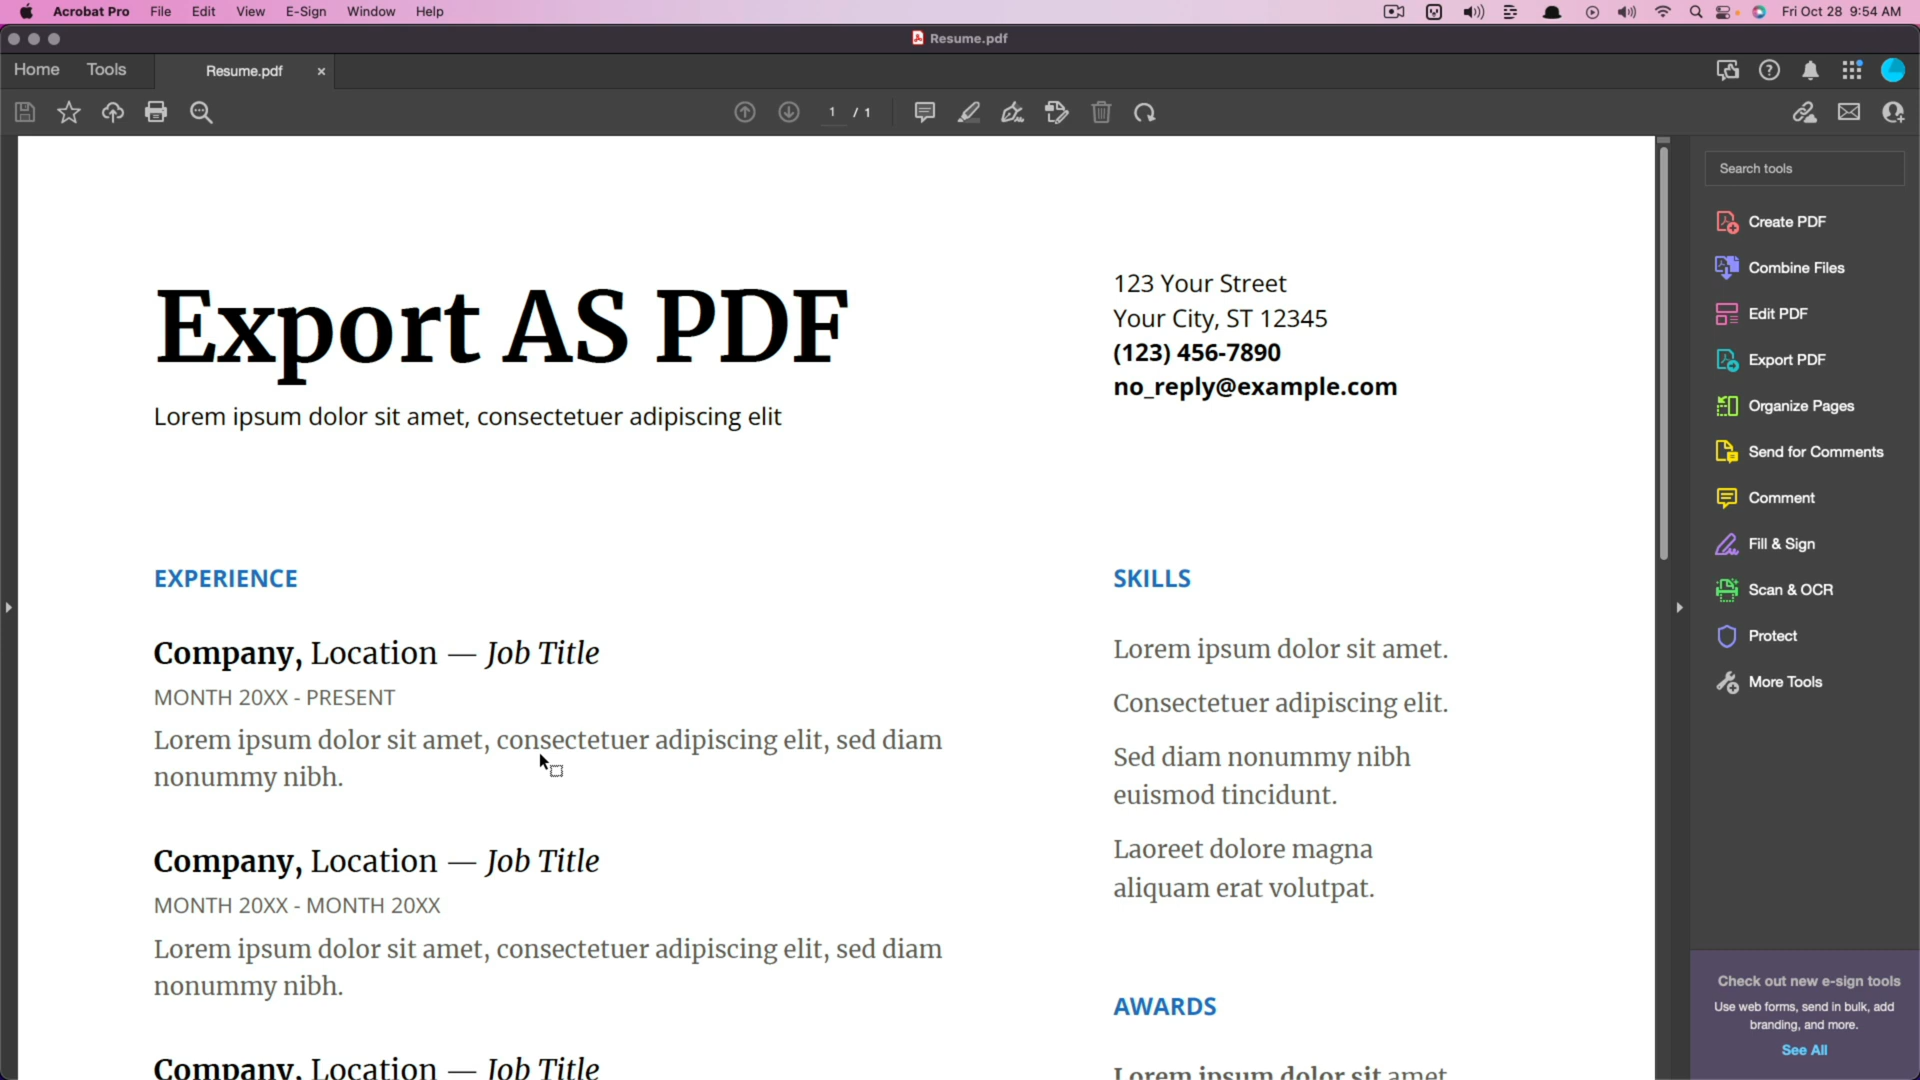 Acrobat Pro File Edit View E-Sign Window Help Fri Oct 28 9:54 AM
Resume.pdf
Home Tools Resume.pdf ×
1 / 1
Export AS PDF
Lorem ipsum dolor sit amet, consectetuer adipiscing elit
123 Your Street
Your City, ST 12345
(123) 456-7890
no_reply@example.com
EXPERIENCE
Company, Location — Job Title
MONTH 20XX - PRESENT
Lorem ipsum dolor sit amet, consectetuer adipiscing elit, sed diam
nonummy nibh.
Company, Location — Job Title
MONTH 20XX - MONTH 20XX
Lorem ipsum dolor sit amet, consectetuer adipiscing elit, sed diam
nonummy nibh.
Company, Location — Job Title
SKILLS
Lorem ipsum dolor sit amet.
Consectetuer adipiscing elit.
Sed diam nonummy nibh
euismod tincidunt.
Laoreet dolore magna
aliquam erat volutpat.
AWARDS
Lorem ipsum dolor sit amet
Search tools
Create PDF
Combine Files
Edit PDF
Export PDF
Organize Pages
Send for Comments
Comment
Fill & Sign
Scan & OCR
Protect
More Tools
Check out new e-sign tools
Use web forms, send in bulk, add
branding, and more.
See All